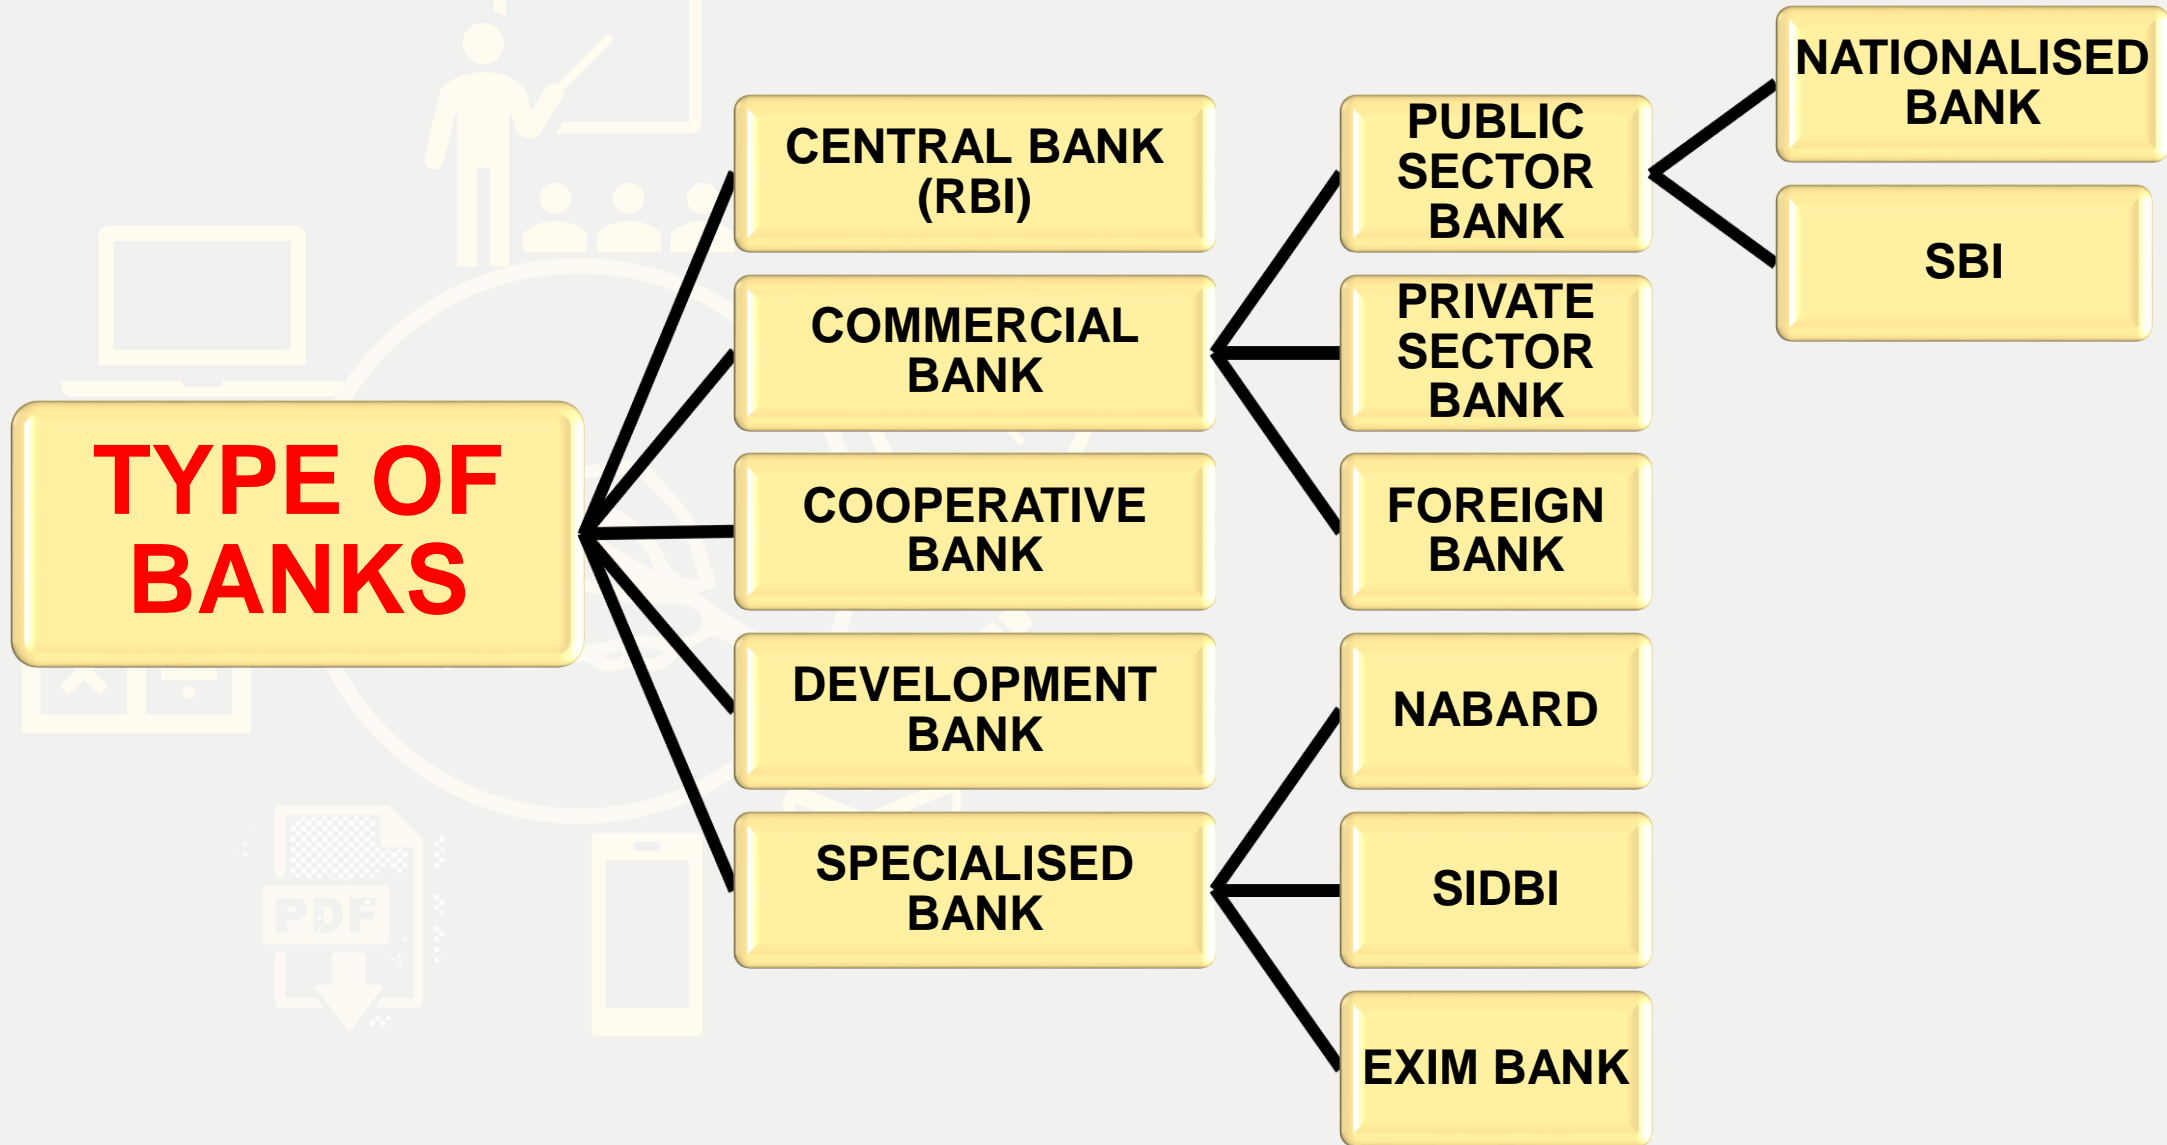 TYPE OF
BANKS
CENTRAL BANK
(RBI)
COMMERCIAL
BANK
COOPERATIVE
BANK
DEVELOPMENT
BANK
SPECIALISED
BANK
PUBLIC
SECTOR
BANK
PRIVATE
SECTOR
BANK
FOREIGN
BANK
NABARD
SIDBI
EXIM BANK
NATIONALISED
BANK
SBI
PDF